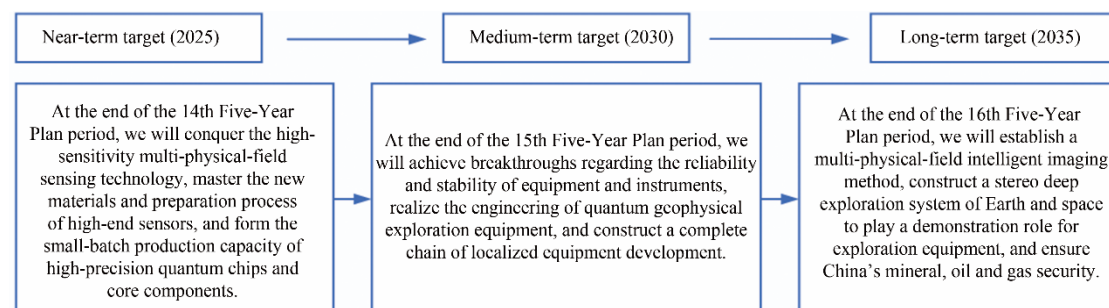 Near-term target (2025)
Medium-term target (2030)
Long-term target (2035)
At the end of the 14th Five-Year
Plan period, we will conquer the high-
sensitivity multi-physical-field
sensing technology, master the new
materials and preparation process
of high-end sensors, and form the
small-batch production capacity of
high-precision quantum chips and
core components.
At the end of the 15th Five-Year Plan period, we
will achieve breakthroughs regarding the reliability
and stability of equipment and instruments,
realize the engineering of quantum geophysical
exploration equipment, and construct a complete
chain of localized equipment development.
At the end of the 16th Five-Year
Plan period, we will establish a
multi-physical-field intelligent imaging
method, construct a stereo deep
exploration system of Earth and space
to play a demonstration role for
exploration equipment, and ensure
China's mineral, oil and gas security.